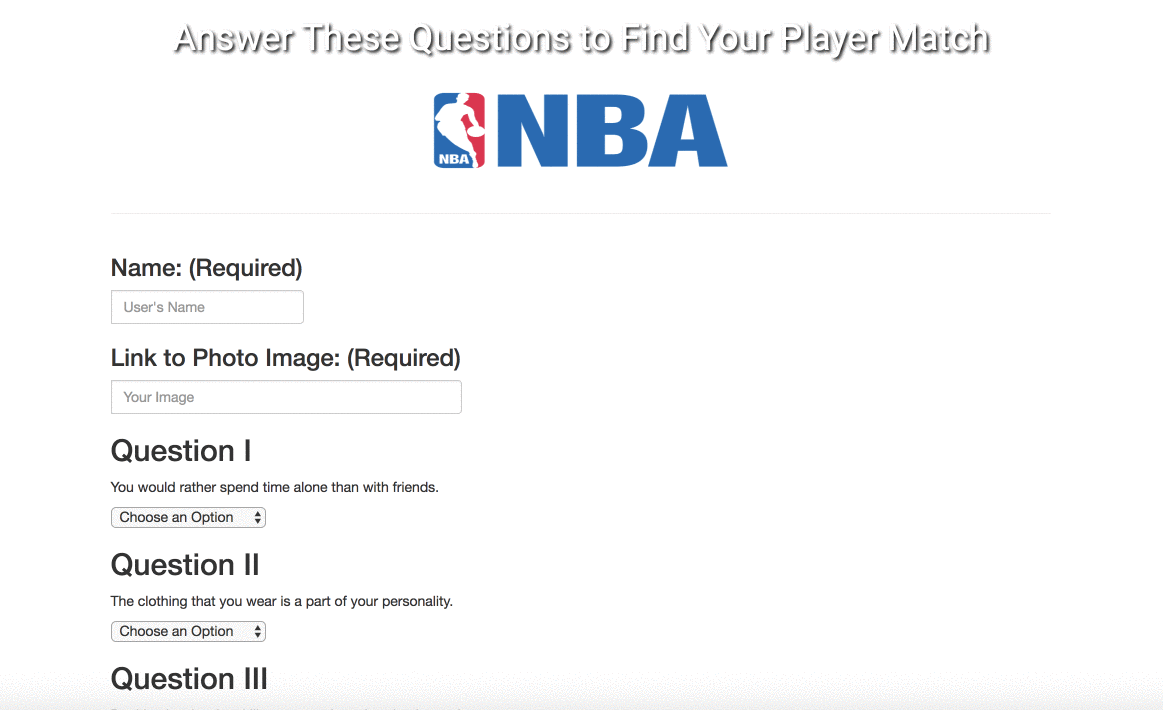 Answer These Questions to Find Your Player Match
NBA NBA
Name: (Required)
User's Name
Link to Photo Image: (Required)
Your Image
Question I
You would rather spend time alone than with friends.
Choose an Option
Question II
The clothing that you wear is a part of your personality.
Choose an Option
Question III